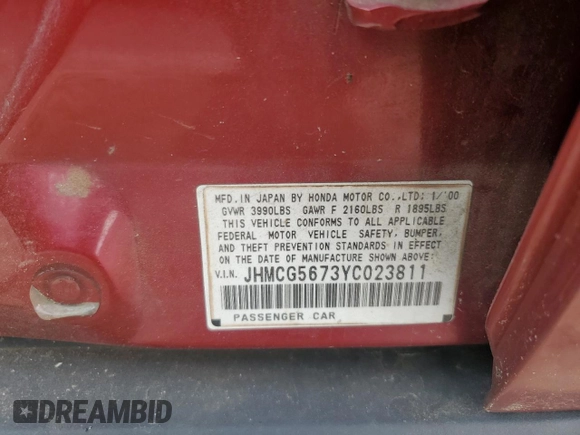 MFD. IN JAPAN BY HONDA MOTOR CO.,LTD: 1/'00
GVWR 3990LBS GAWR F 2160LBS R 1895LBS
THIS VEHICLE CONFORMS TO ALL APPLICABLE
FEDERAL MOTOR VEHICLE SAFETY, BUMPER,
AND THEFT PREVENTION STANDARDS IN EFFECT
ON THE DATE OF MANUFACTURE SHOWN ABOVE:
V.I.N. JHMCG5673YC023811
PASSENGER CAR
DREAMBID